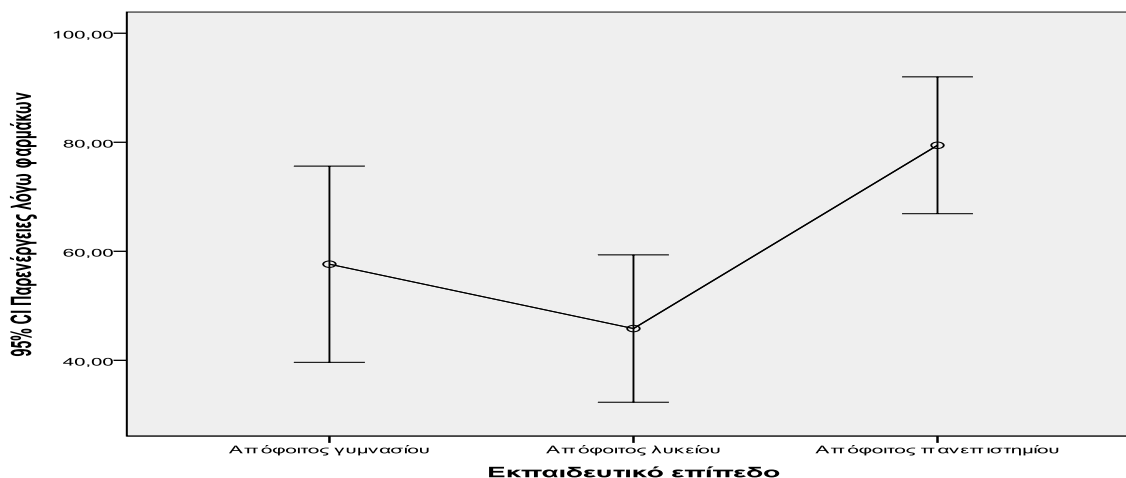 100,00
80,00
60,00
40,00
95% CI Παρενέργειες λόγω φαρμάκων
Απόφοιτος γυμνασίου
Απόφοιτος λυκείου
Απόφοιτος πανεπιστημίου
Εκπαιδευτικό επίπεδο